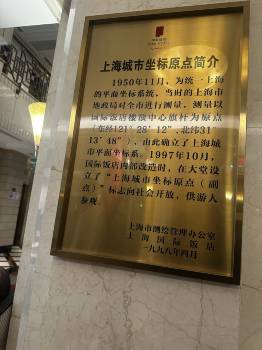 上海城市坐标原点简介
1950年11月，为统一上海
的平面坐标系统，当时的上海市
地政局对全市进行测量，测量以
国际饭店楼顶中心旗杆为原点
（东经121°28′12″，北纬31°
13′48″），由此确立了上海城
市平面坐标系。1997年10月，
国际饭店内部改造时，在大堂设
立了“上海城市坐标原点（副
点）”标志向社会开放，供游人
参观。
上海市测绘管理办公室
上海国际饭店
一九九八年四月